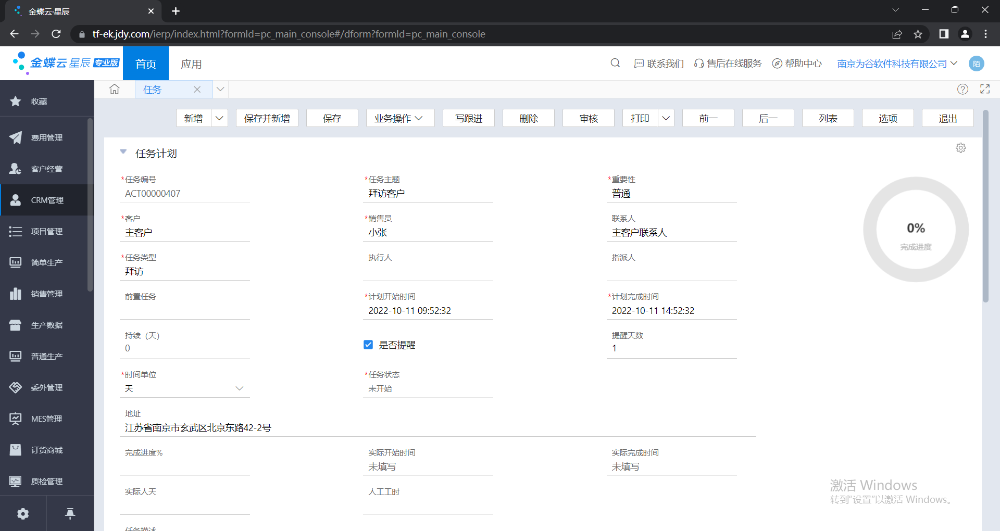 金蝶云·星辰
tf-ek.jdy.com/ierp/index.html?formId=pc_main_console#/dform?formId=pc_main_console
金蝶云 星辰 专业版 首页 应用 联系我们 售后在线服务 帮助中心 南京为谷软件科技有限公司 陌
任务
收藏
费用管理
客户经营
CRM管理
项目管理
简单生产
销售管理
生产数据
普通生产
委外管理
MES管理
订货商城
质检管理
新增 保存并新增 保存 业务操作 写跟进 删除 审核 打印 前一 后一 列表 选项 退出
任务计划
*任务编号 *任务主题 *重要性
ACT00000407 拜访客户 普通
*客户 *销售员 联系人
主客户 小张 主客户联系人
0%
完成进度
*任务类型 执行人 指派人
拜访
前置任务 *计划开始时间 *计划完成时间
2022-10-11 09:52:32 2022-10-11 14:52:32
持续（天） 是否提醒 提醒天数
0 1
*时间单位 *任务状态
天 未开始
地址
江苏省南京市玄武区北京东路42-2号
完成进度% 实际开始时间 实际完成时间
未填写 未填写
实际人天 人工工时
任务描述
激活 Windows
转到"设置"以激活 Windows。